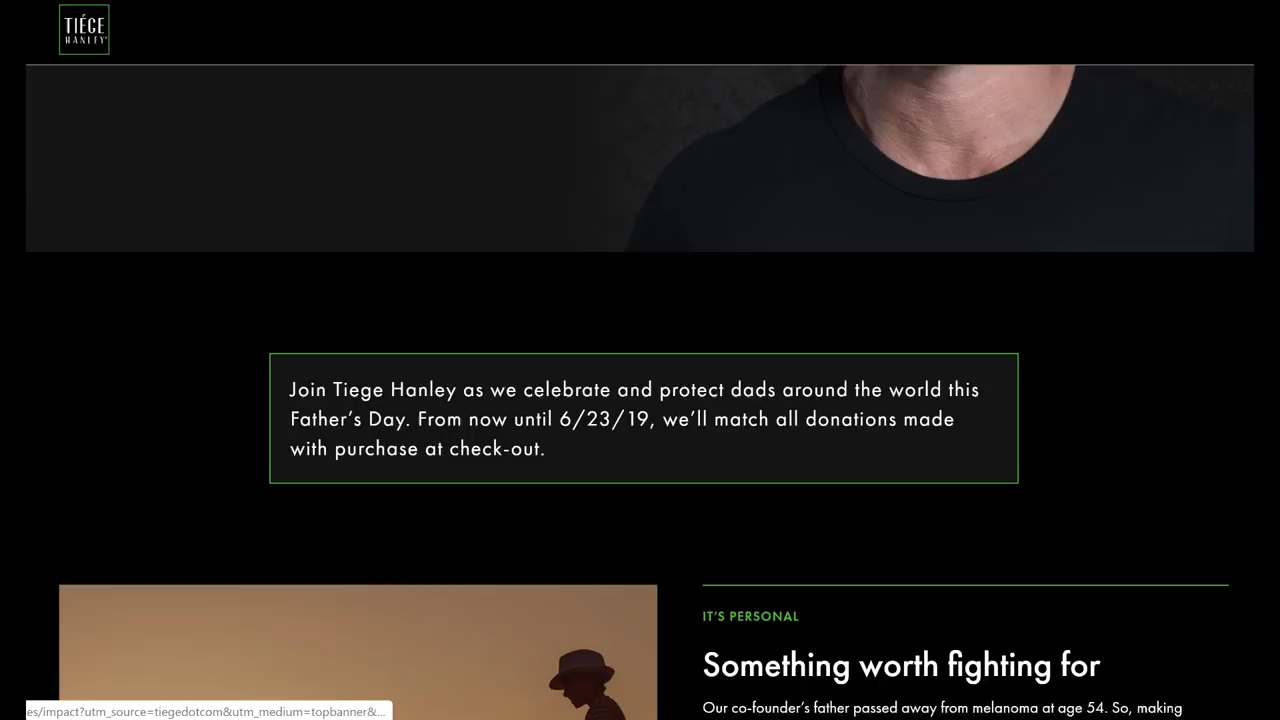 TIÉGE
HANLEY
Join Tiege Hanley as we celebrate and protect dads around the world this
Father’s Day. From now until 6/23/19, we’ll match all donations made
with purchase at check-out.
IT’S PERSONAL
Something worth fighting for
Our co-founder’s father passed away from melanoma at age 54. So, making
es/impact?utm_source=tiegedotcom&utm_medium=topbanner&...